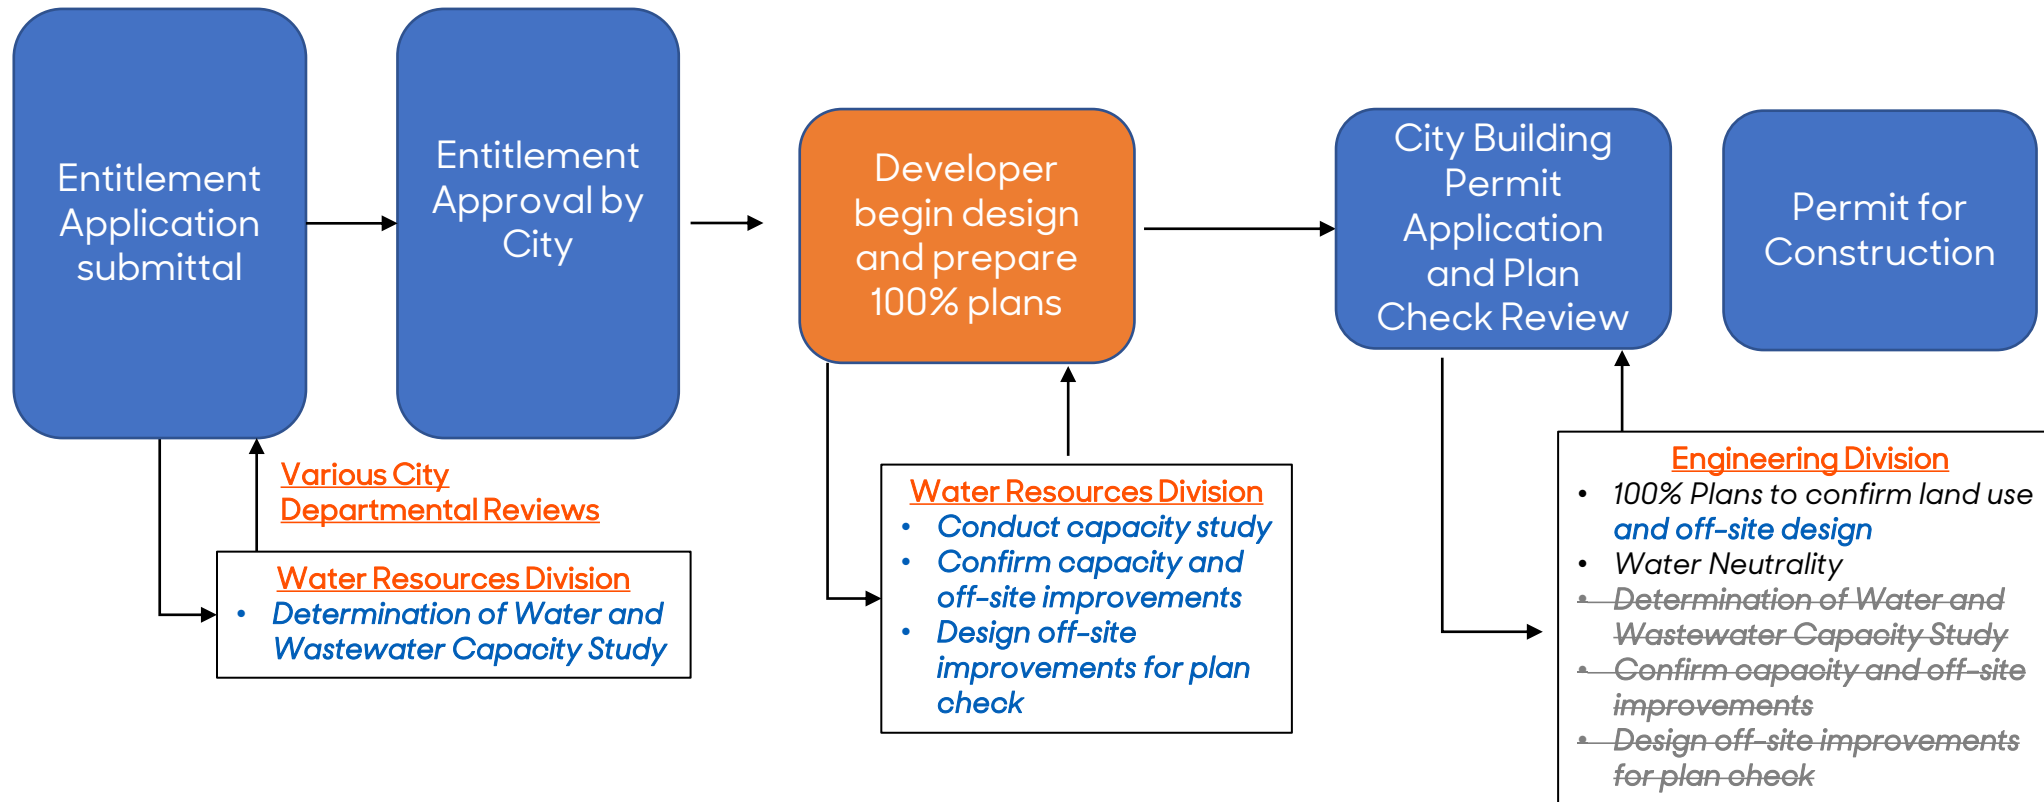 Entitlement
Application
submittal
Entitlement
Approval by
City
Developer
begin design
and prepare
100% plans
City Building
Permit
Application
and Plan
Check Review
Permit for
Construction
Various City
Departmental Reviews
Water Resources Division
• Determination of Water and
Wastewater Capacity Study
Water Resources Division
• Conduct capacity study
• Confirm capacity and
off-site improvements
• Design off-site
improvements for plan
check
Engineering Division
• 100% Plans to confirm land use
and off-site design
• Water Neutrality
• Determination of Water and
Wastewater Capacity Study
• Confirm capacity and off-site
improvements
• Design off-site improvements
for plan check